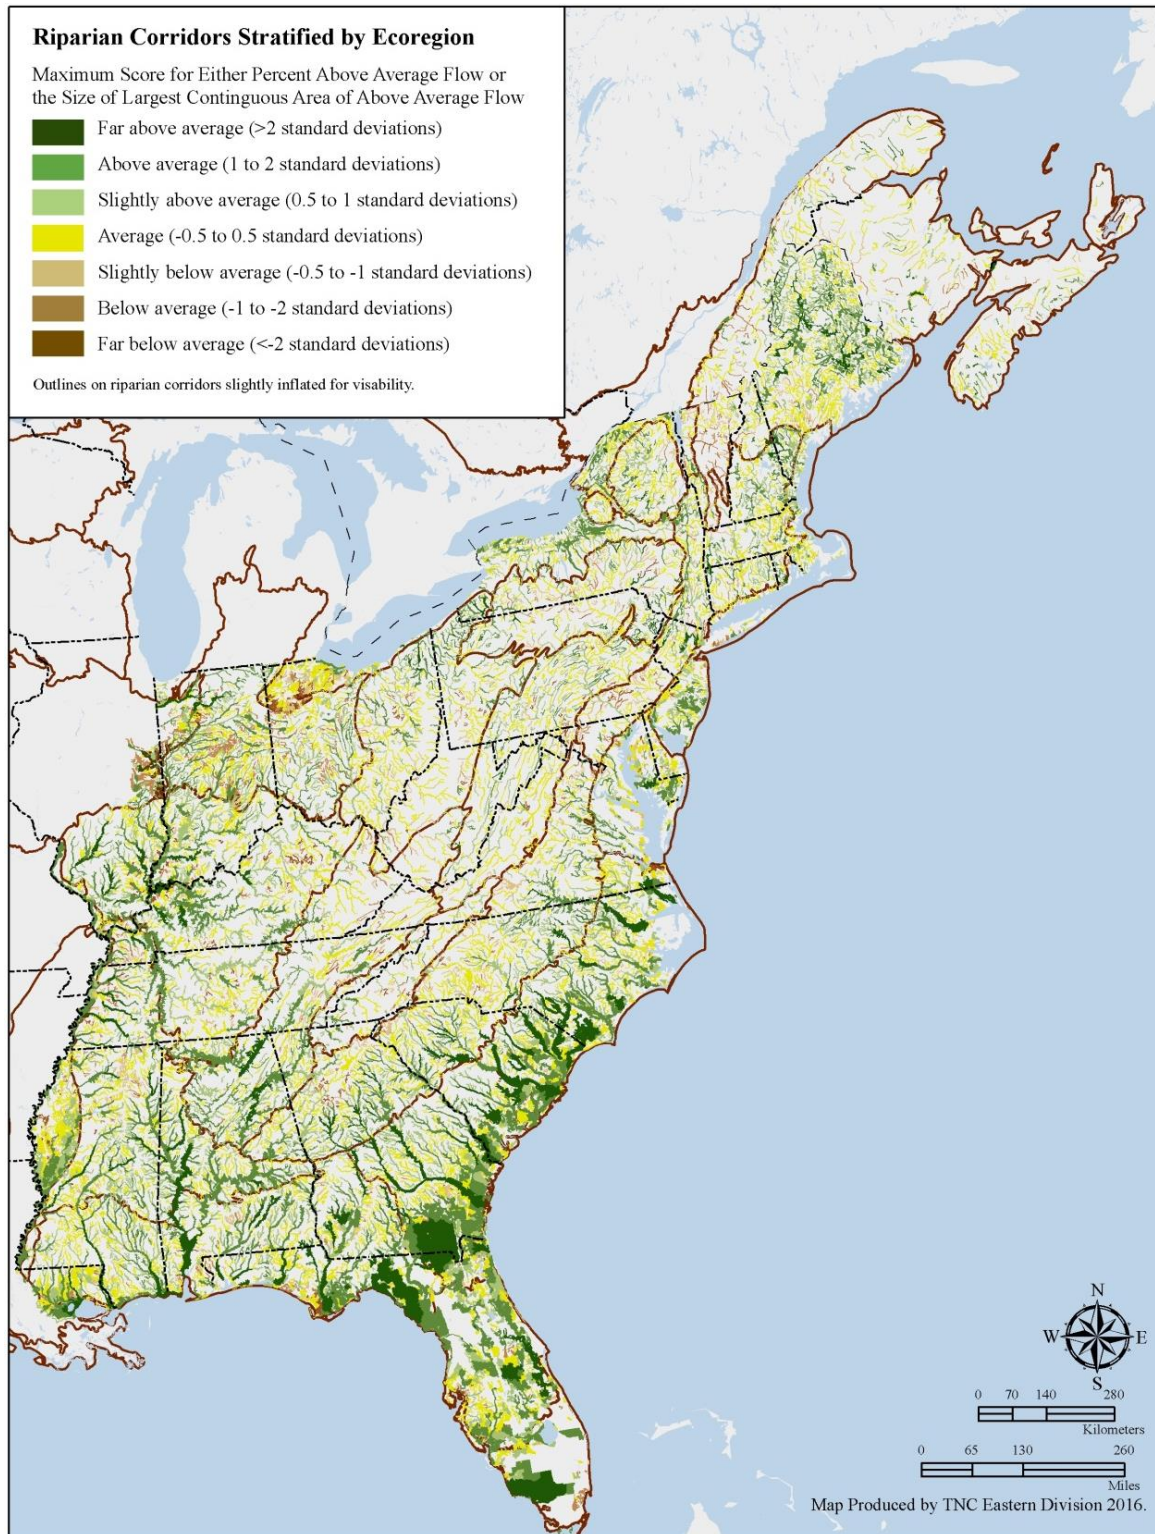 Riparian Corridors Stratified by Ecoregion
Maximum Score for Either Percent Above Average Flow or
the Size of Largest Continguous Area of Above Average Flow
Far above average (>2 standard deviations)
Above average (1 to 2 standard deviations)
Slightly above average (0.5 to 1 standard deviations)
Average (-0.5 to 0.5 standard deviations)
Slightly below average (-0.5 to -1 standard deviations)
Below average (-1 to -2 standard deviations)
Far below average (<-2 standard deviations)
Outlines on riparian corridors slightly inflated for visability.
N
W E
S
0 70 140 280
Kilometers
0 65 130 260
Miles
Map Produced by TNC Eastern Division 2016.